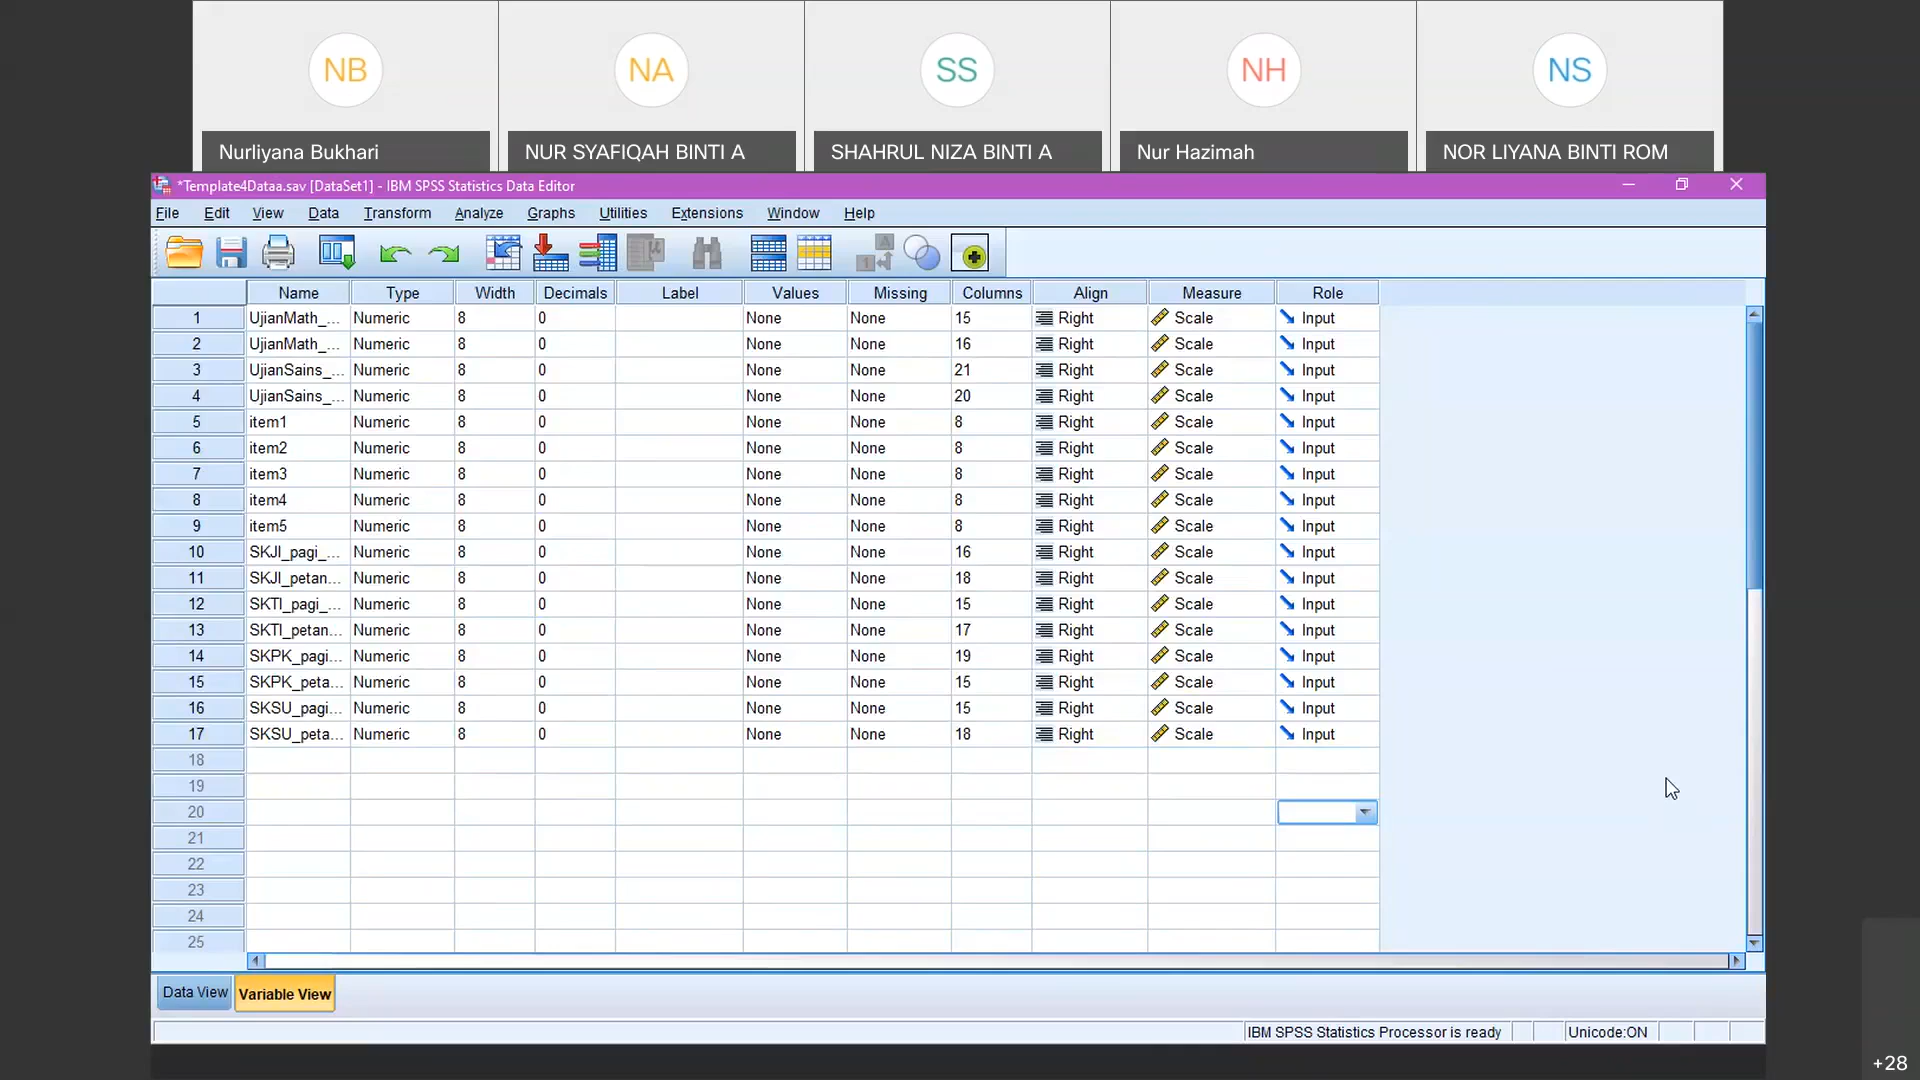 NB NA SS NH NS
Nurliyana Bukhari NUR SYAFIQAH BINTI A SHAHRUL NIZA BINTI A Nur Hazimah NOR LIYANA BINTI ROM
*Template4Dataa.sav [DataSet1] - IBM SPSS Statistics Data Editor
File Edit View Data Transform Analyze Graphs Utilities Extensions Window Help
Name Type Width Decimals Label Values Missing Columns Align Measure Role
1 UjianMath_... Numeric 8 0 None None 15 Right Scale Input
2 UjianMath_... Numeric 8 0 None None 16 Right Scale Input
3 UjianSains_... Numeric 8 0 None None 21 Right Scale Input
4 UjianSains_... Numeric 8 0 None None 20 Right Scale Input
5 item1 Numeric 8 0 None None 8 Right Scale Input
6 item2 Numeric 8 0 None None 8 Right Scale Input
7 item3 Numeric 8 0 None None 8 Right Scale Input
8 item4 Numeric 8 0 None None 8 Right Scale Input
9 item5 Numeric 8 0 None None 8 Right Scale Input
10 SKJI_pagi_... Numeric 8 0 None None 16 Right Scale Input
11 SKJI_petan... Numeric 8 0 None None 18 Right Scale Input
12 SKTI_pagi_... Numeric 8 0 None None 15 Right Scale Input
13 SKTI_petan... Numeric 8 0 None None 17 Right Scale Input
14 SKPK_pagi... Numeric 8 0 None None 19 Right Scale Input
15 SKPK_peta... Numeric 8 0 None None 15 Right Scale Input
16 SKSU_pagi... Numeric 8 0 None None 15 Right Scale Input
17 SKSU_peta... Numeric 8 0 None None 18 Right Scale Input
18
19
20
21
22
23
24
25
Data View Variable View
IBM SPSS Statistics Processor is ready Unicode:ON
+28